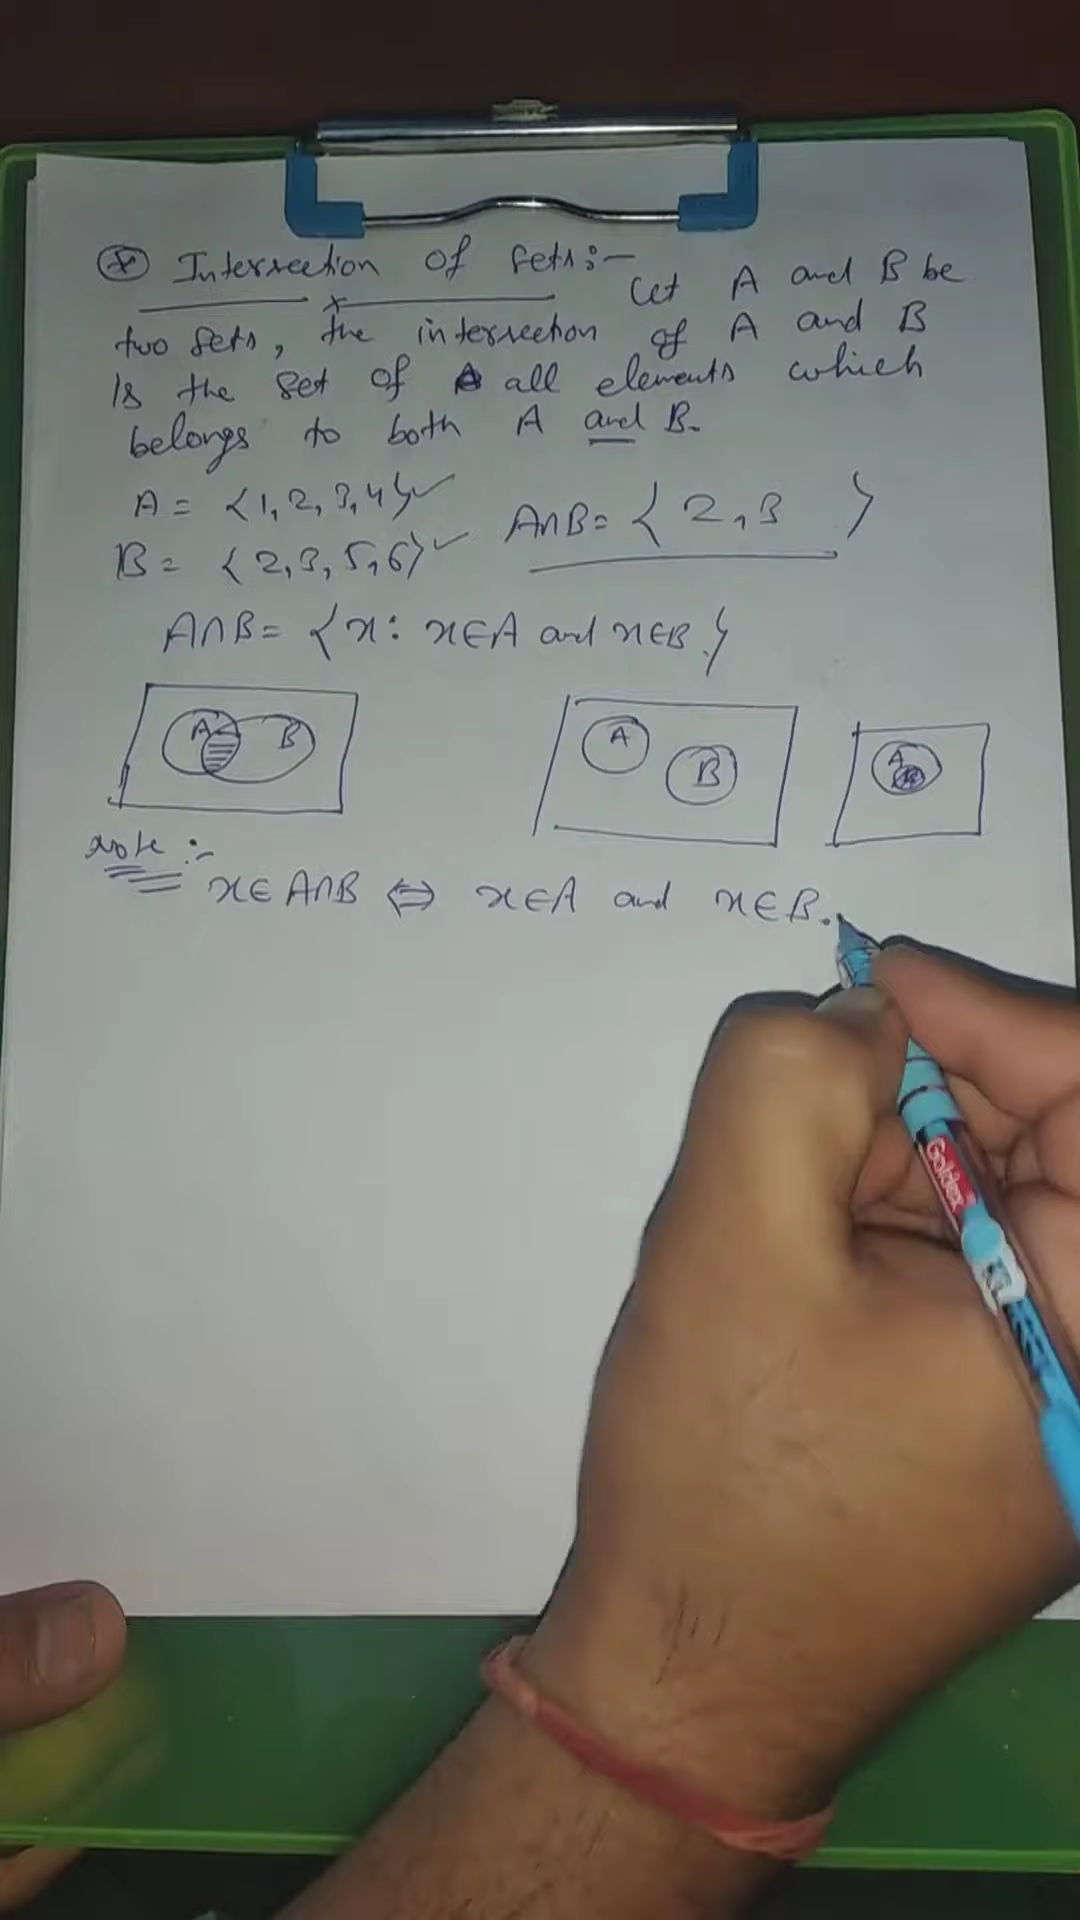 * Intersection of sets:- Let A and B be
two sets, the intersection of A and B
is the set of all elements which
belongs to both A and B.
A = {1,2,3,4} ✓ A∩B = { 2,3 }
B = {2,3,5,6} ✓
A∩B = {x: x∈A and x∈B.}
A B A B A B
Note :-
x∈A∩B ⇔ x∈A and x∈B.
Goldex